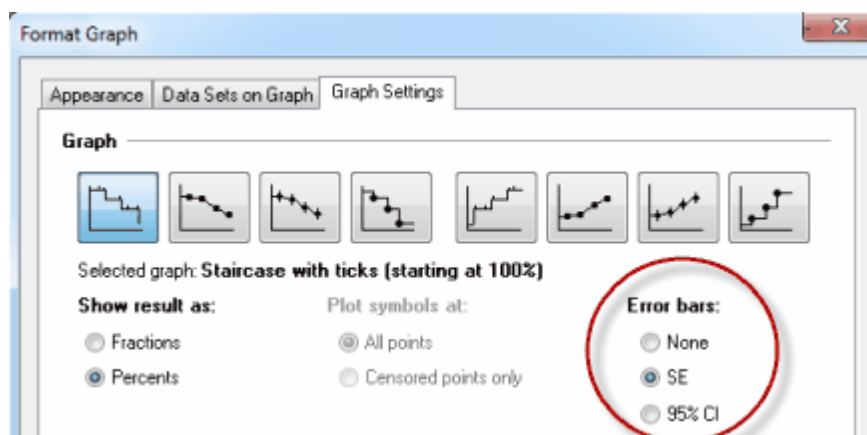 Format Graph
Appearance Data Sets on Graph Graph Settings
Graph
Selected graph: Staircase with ticks (starting at 100%)
Show result as: Plot symbols at: Error bars:
Fractions All points None
Percents Censored points only SE
95% CI